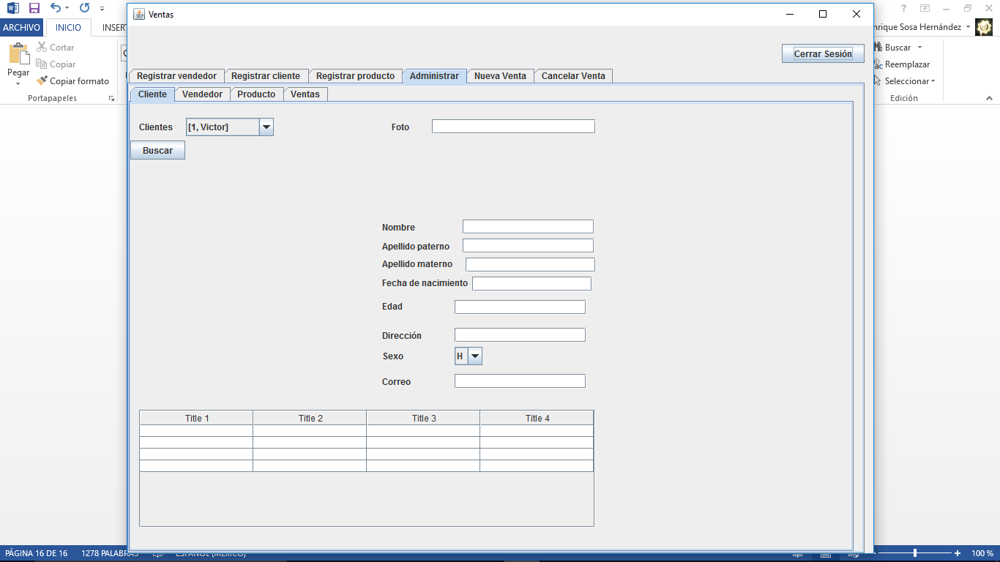 Ventas
ARCHIVO INICIO INSERT
nrique Sosa Hernández
Cortar
Copiar
Pegar
Copiar formato
Portapapeles
Buscar
Reemplazar
Seleccionar
Edición
Cerrar Sesión
Registrar vendedor Registrar cliente Registrar producto Administrar Nueva Venta Cancelar Venta
Cliente Vendedor Producto Ventas
Clientes [1, Victor] Foto
Buscar
Nombre
Apellido paterno
Apellido materno
Fecha de nacimiento
Edad
Dirección
Sexo H
Correo
Title 1 Title 2 Title 3 Title 4
PÁGINA 16 DE 16 1278 PALABRAS ESPAÑOL (MÉXICO) 100 %